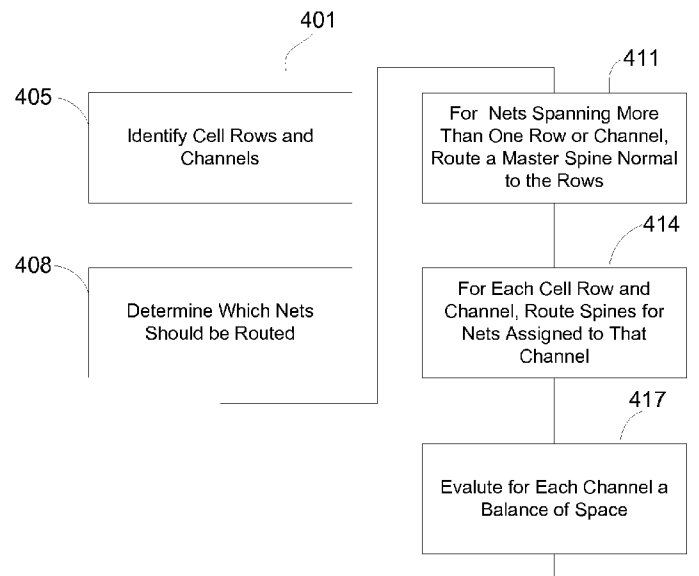 401
405
Identify Cell Rows and
Channels
408
Determine Which Nets
Should be Routed
411
For Nets Spanning More
Than One Row or Channel,
Route a Master Spine Normal
to the Rows
414
For Each Cell Row and
Channel, Route Spines for
Nets Assigned to That
Channel
417
Evalute for Each Channel a
Balance of Space